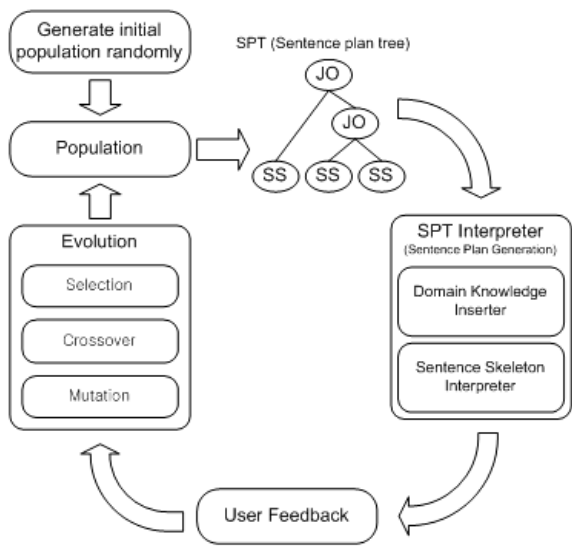 Generate initial
population randomly
SPT (Sentence plan tree)
JO
JO
SS
SS
SS
Population
Evolution
Selection
Crossover
Mutation
SPT Interpreter
(Sentence Plan Generation)
Domain Knowledge
Inserter
Sentence Skeleton
Interpreter
User Feedback